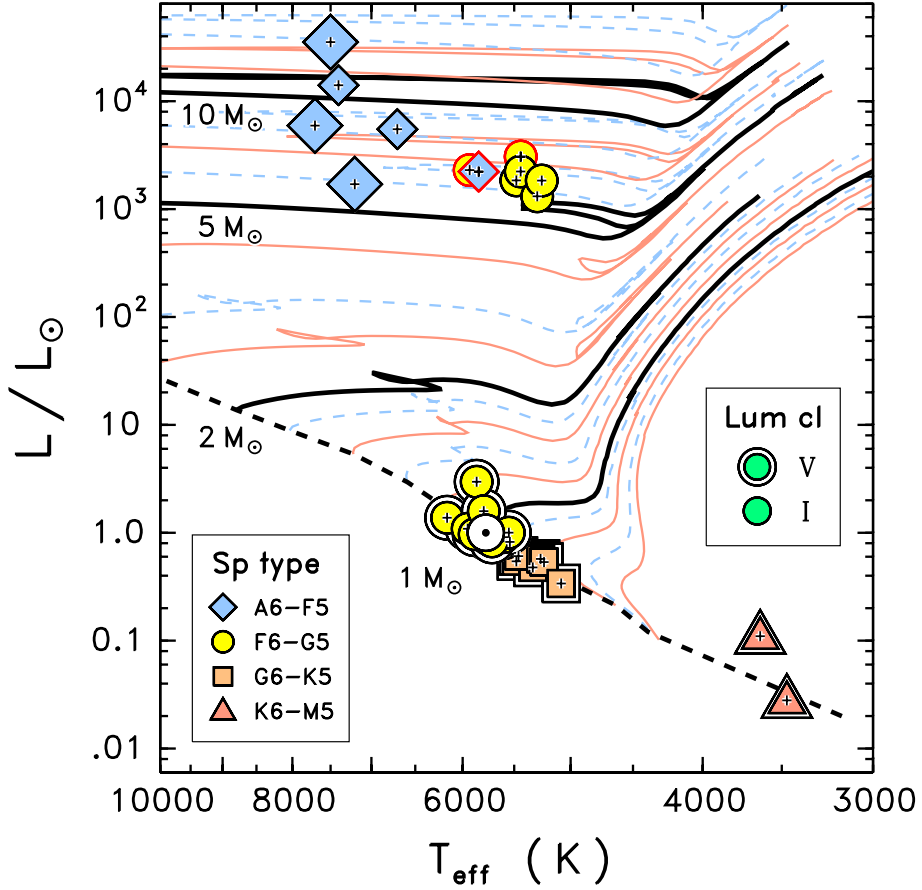 10⁴
10 M☉
10³
5 M☉
10²
L / L☉
10
2 M☉
Lum cl
V
I
1.0
Sp type
1 M☉
A6−F5
F6−G5
G6−K5
K6−M5
0.1
.01
10000 8000 6000 4000 3000
T_eff (K)